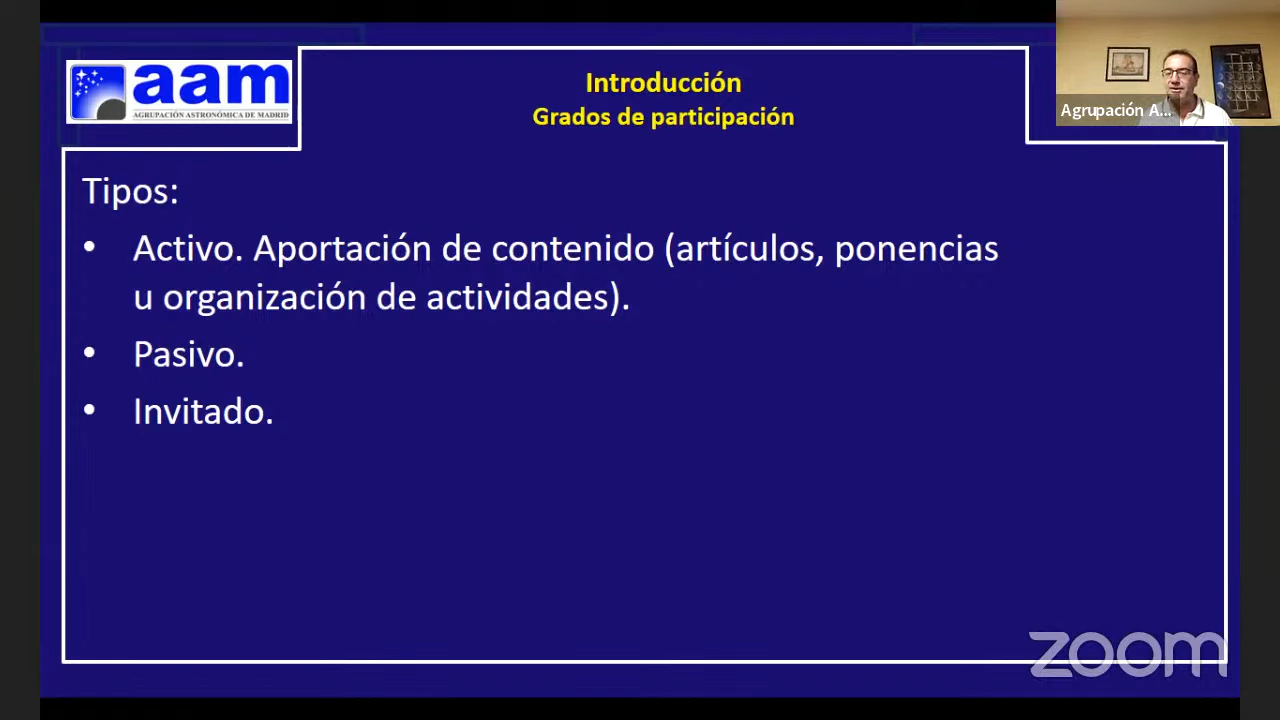 aam
AGRUPACIÓN ASTRONÓMICA DE MADRID
Introducción
Grados de participación
Agrupación A...
Tipos:
• Activo. Aportación de contenido (artículos, ponencias
u organización de actividades).
• Pasivo.
• Invitado.
zoom